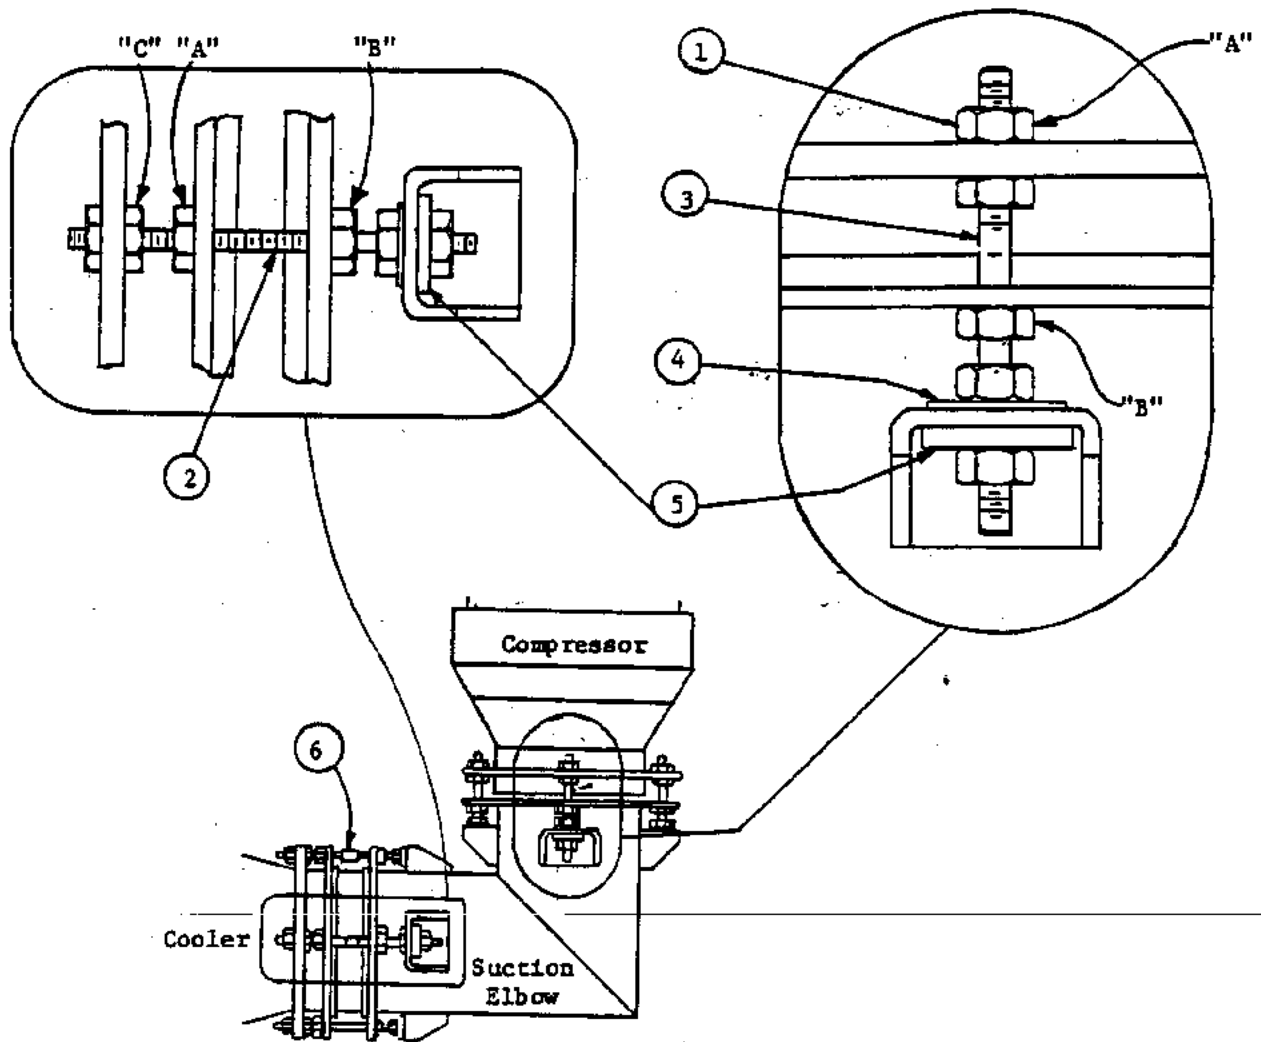 "C" "A" "B"
1
"A"
3
4
"B"
2
5
Compressor
6
Cooler
Suction
Elbow